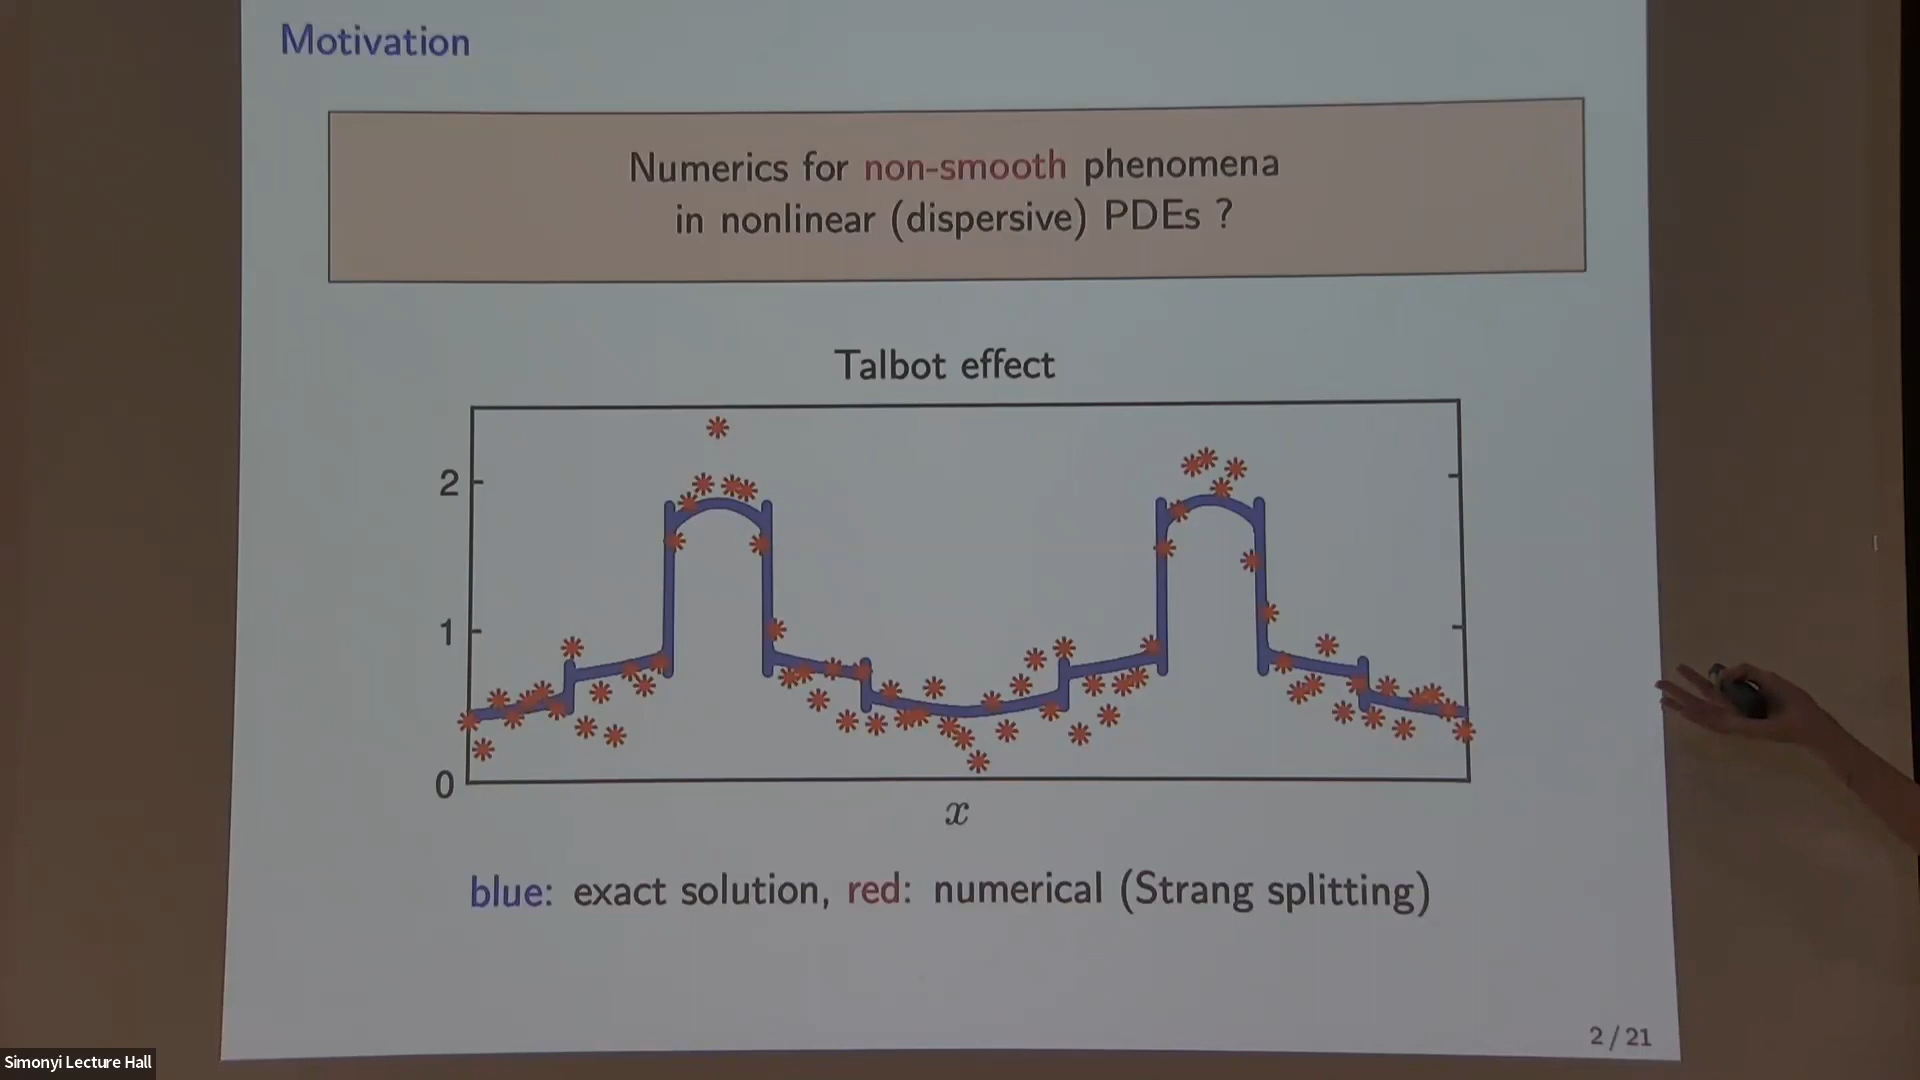 Motivation
Numerics for non-smooth phenomena
in nonlinear (dispersive) PDEs ?
Talbot effect
2
1
0
x
blue: exact solution, red: numerical (Strang splitting)
2 / 21
Simonyi Lecture Hall